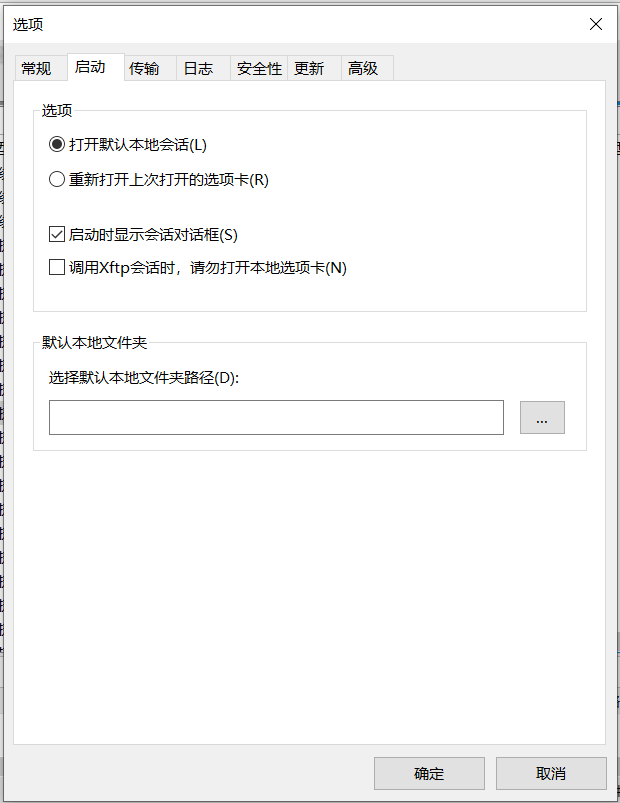 选项
常规 启动 传输 日志 安全性 更新 高级
选项
打开默认本地会话(L)
重新打开上次打开的选项卡(R)
启动时显示会话对话框(S)
调用Xftp会话时，请勿打开本地选项卡(N)
默认本地文件夹
选择默认本地文件夹路径(D):
...
确定 取消